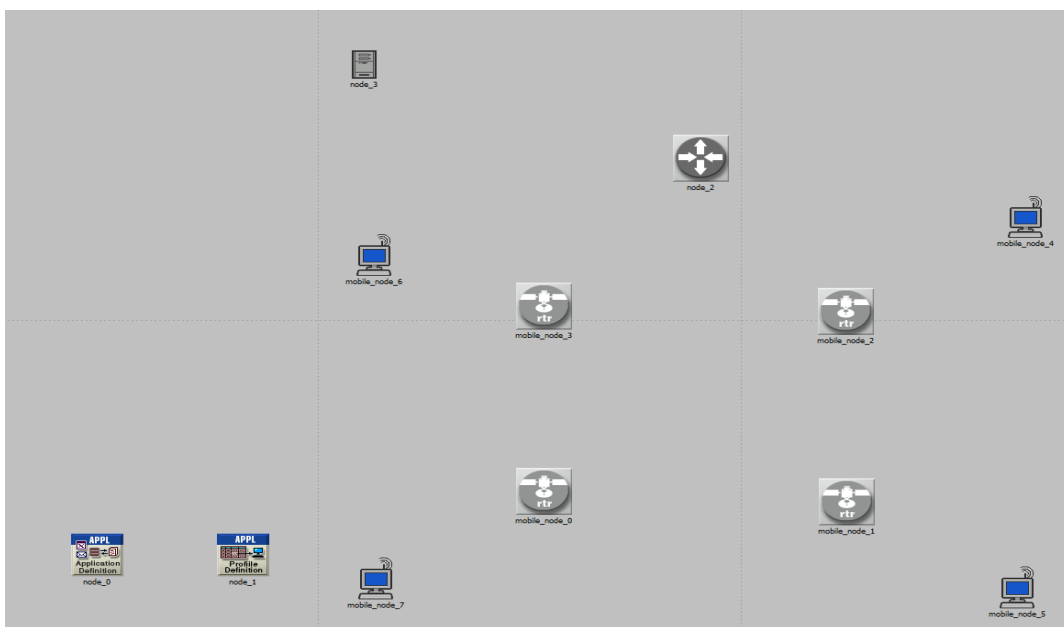 node_3
node_2
mobile_node_4
mobile_node_6
rtr
mobile_node_3
rtr
mobile_node_2
rtr
mobile_node_0
rtr
mobile_node_1
APPL
Application
Definition
node_0
APPL
Profile
Definition
node_1
mobile_node_7
mobile_node_5